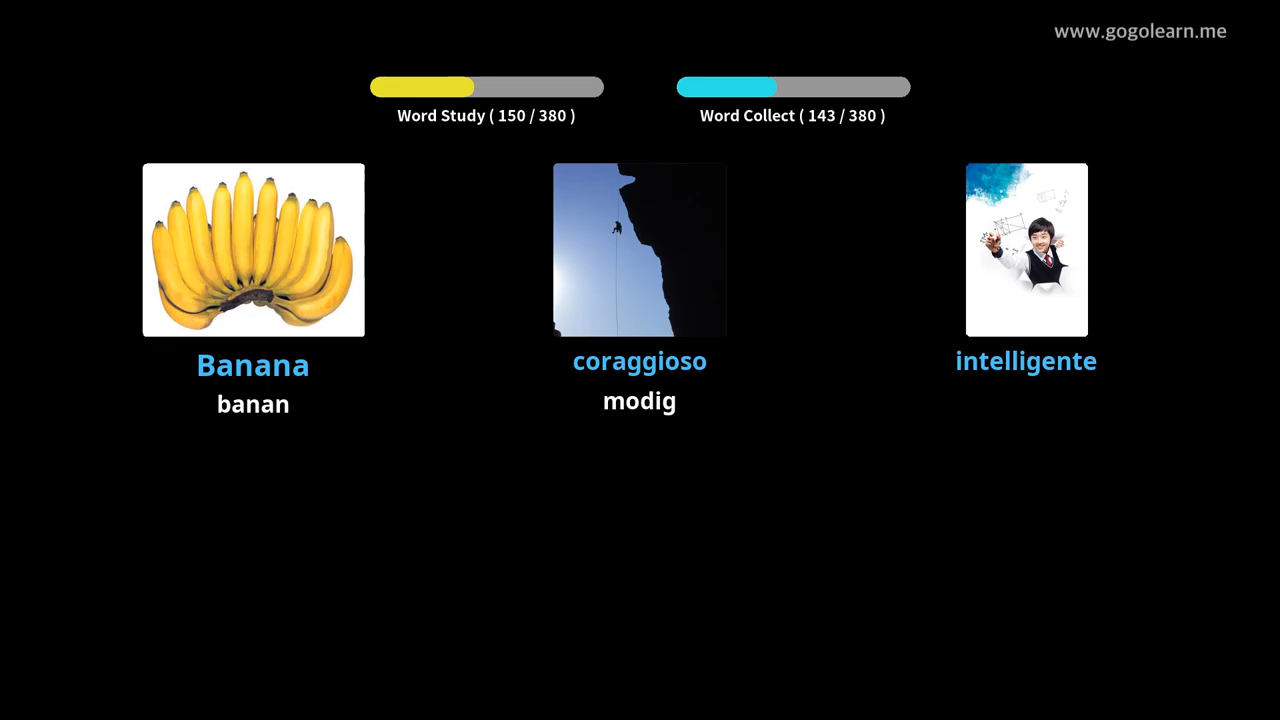 www.gogolearn.me
Word Study ( 150 / 380 )
Word Collect ( 143 / 380 )
Banana
banan
coraggioso
modig
intelligente